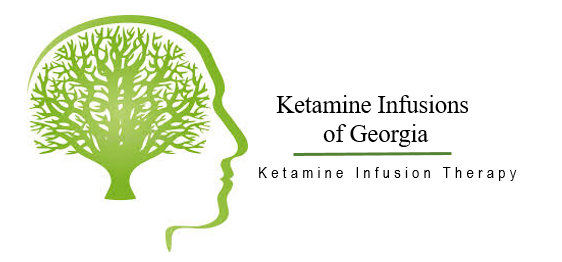 Ketamine Infusions
of Georgia
Ketamine Infusion Therapy